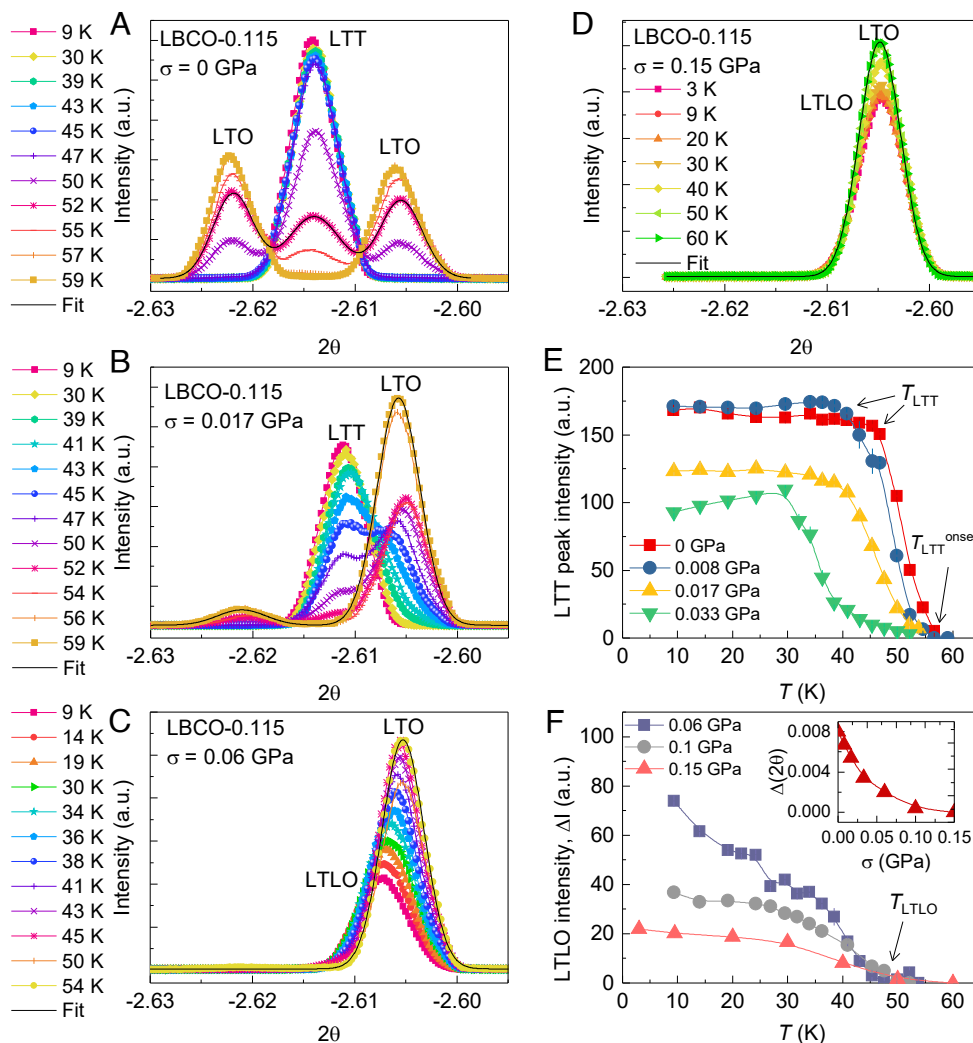 A
LBCO-0.115
σ = 0 GPa
LTT
LTO
LTO
9 K
30 K
39 K
43 K
45 K
47 K
50 K
52 K
55 K
57 K
59 K
Fit
Intensity (a.u.)
-2.63
-2.62
-2.61
-2.60
2θ
B
LBCO-0.115
σ = 0.017 GPa
LTO
LTT
9 K
30 K
39 K
41 K
43 K
45 K
47 K
50 K
52 K
54 K
56 K
59 K
Fit
Intensity (a.u.)
-2.63
-2.62
-2.61
-2.60
2θ
C
LBCO-0.115
σ = 0.06 GPa
LTO
LTLO
9 K
14 K
19 K
30 K
34 K
36 K
38 K
41 K
43 K
45 K
50 K
54 K
Intensity (a.u.)
-2.63
-2.62
-2.61
-2.60
2θ
D
LBCO-0.115
σ = 0.15 GPa
LTO
LTLO
3 K
9 K
20 K
30 K
40 K
50 K
60 K
Fit
Intensity (a.u.)
-2.63
-2.62
-2.61
-2.60
2θ
E
200
150
100
50
0
LTT peak intensity (a.u.)
TLTT
TLTT onse
0 GPa
0.008 GPa
0.017 GPa
0.033 GPa
0 10 20 30 40 50 60
T (K)
F
100
80
60
40
20
0
LTLO intensity, ΔI (a.u.)
0.06 GPa
0.1 GPa
0.15 GPa
0.008
0.004
0.000
Δ(2θ)
0.00 0.05 0.10 0.15
σ (GPa)
TLTLO
0 10 20 30 40 50 60
T (K)